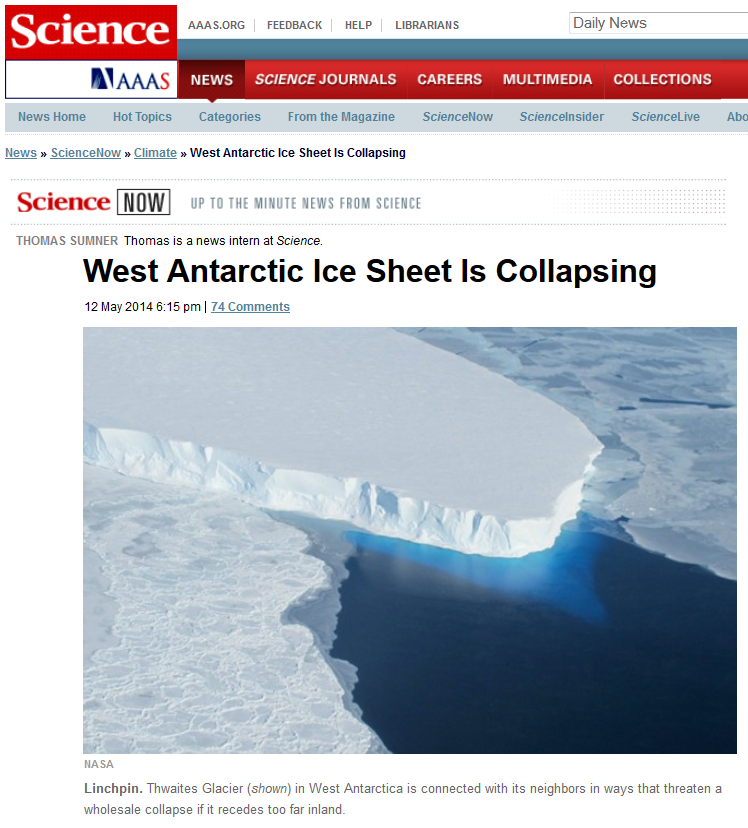 Science
AAAS.ORG FEEDBACK HELP LIBRARIANS Daily News
AAAS NEWS SCIENCE JOURNALS CAREERS MULTIMEDIA COLLECTIONS
News Home Hot Topics Categories From the Magazine ScienceNow ScienceInsider ScienceLive Abo
News » ScienceNow » Climate » West Antarctic Ice Sheet Is Collapsing
Science NOW UP TO THE MINUTE NEWS FROM SCIENCE
THOMAS SUMNER Thomas is a news intern at Science.
West Antarctic Ice Sheet Is Collapsing
12 May 2014 6:15 pm | 74 Comments
NASA
Linchpin. Thwaites Glacier (shown) in West Antarctica is connected with its neighbors in ways that threaten a
wholesale collapse if it recedes too far inland.